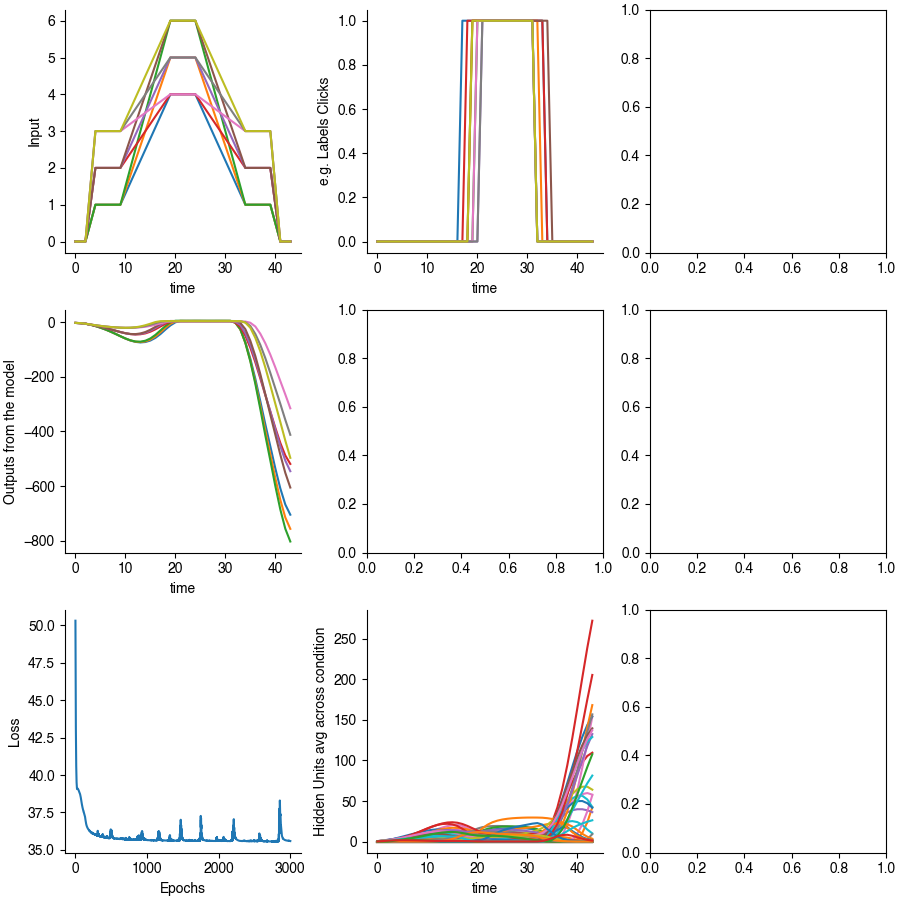 6
5
4
3
2
1
0
Input
0 10 20 30 40
time
1.0
0.8
0.6
0.4
0.2
0.0
e.g. Labels Clicks
0 10 20 30 40
time
1.0
0.8
0.6
0.4
0.2
0.0
0.0 0.2 0.4 0.6 0.8 1.0
0
−200
−400
−600
−800
Outputs from the model
0 10 20 30 40
time
1.0
0.8
0.6
0.4
0.2
0.0
0.0 0.2 0.4 0.6 0.8 1.0
1.0
0.8
0.6
0.4
0.2
0.0
0.0 0.2 0.4 0.6 0.8 1.0
50.0
47.5
45.0
42.5
40.0
37.5
35.0
Loss
0 1000 2000 3000
Epochs
250
200
150
100
50
0
Hidden Units avg across condition
0 10 20 30 40
time
1.0
0.8
0.6
0.4
0.2
0.0
0.0 0.2 0.4 0.6 0.8 1.0